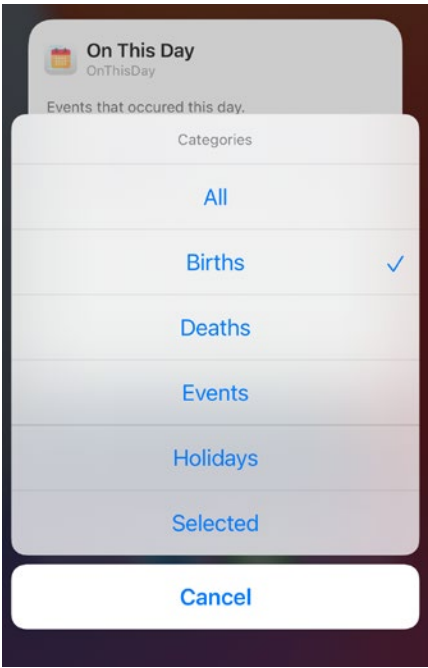 On This Day
OnThisDay
Events that occured this day.
Categories
All
Births
Deaths
Events
Holidays
Selected
Cancel